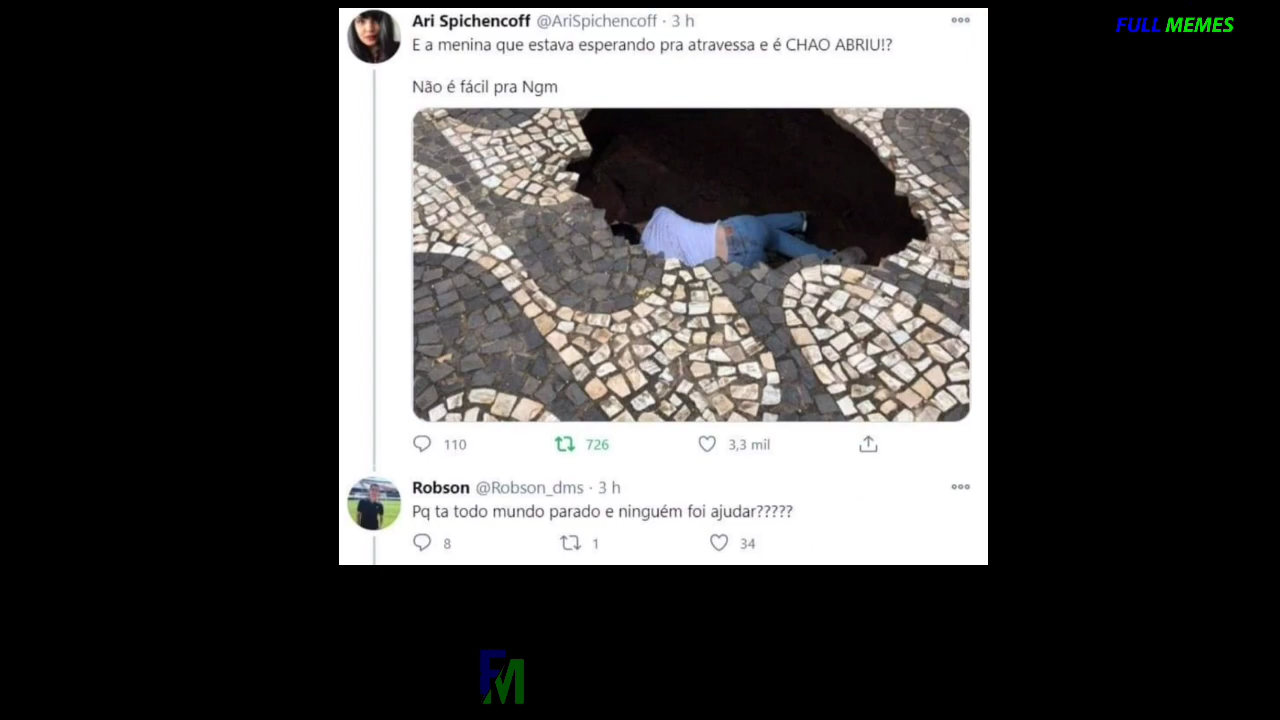 FULL MEMES
Ari Spichencoff @AriSpichencoff · 3 h
E a menina que estava esperando pra atravessa e é CHAO ABRIU!?
Não é fácil pra Ngm
110 726 3,3 mil
Robson @Robson_dms · 3 h
Pq ta todo mundo parado e ninguém foi ajudar?????
8 1 34
FM